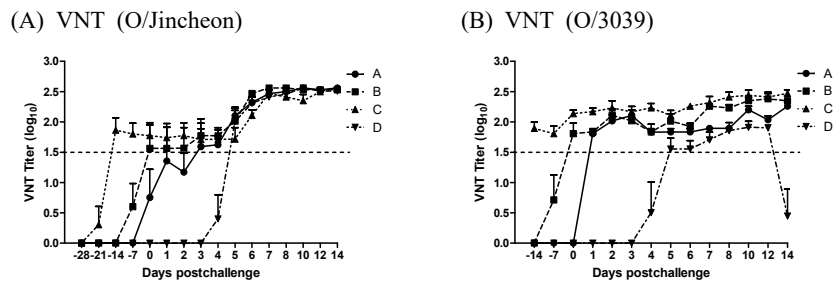 (A) VNT (O/Jincheon)
VNT Titer (log10)
3.0
2.5
2.0
1.5
1.0
0.5
0.0
-28 -21 -14 -7 0 1 2 3 4 5 6 7 8 10 12 14
Days postchallenge
A
B
C
D
(B) VNT (O/3039)
VNT Titer (log10)
3.0
2.5
2.0
1.5
1.0
0.5
0.0
-14 -7 0 1 2 3 4 5 6 7 8 10 12 14
Days postchallenge
A
B
C
D